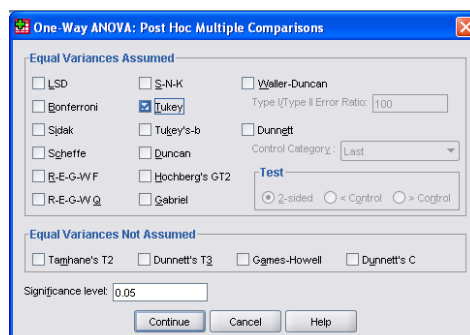 One-Way ANOVA: Post Hoc Multiple Comparisons
Equal Variances Assumed
LSD S-N-K Waller-Duncan
Bonferroni Tukey Type I/Type II Error Ratio: 100
Sidak Tukey's-b Dunnett
Scheffe Duncan Control Category: Last
R-E-G-W F Hochberg's GT2 Test
R-E-G-W Q Gabriel 2-sided < Control > Control
Equal Variances Not Assumed
Tamhane's T2 Dunnett's T3 Games-Howell Dunnett's C
Significance level: 0.05
Continue Cancel Help